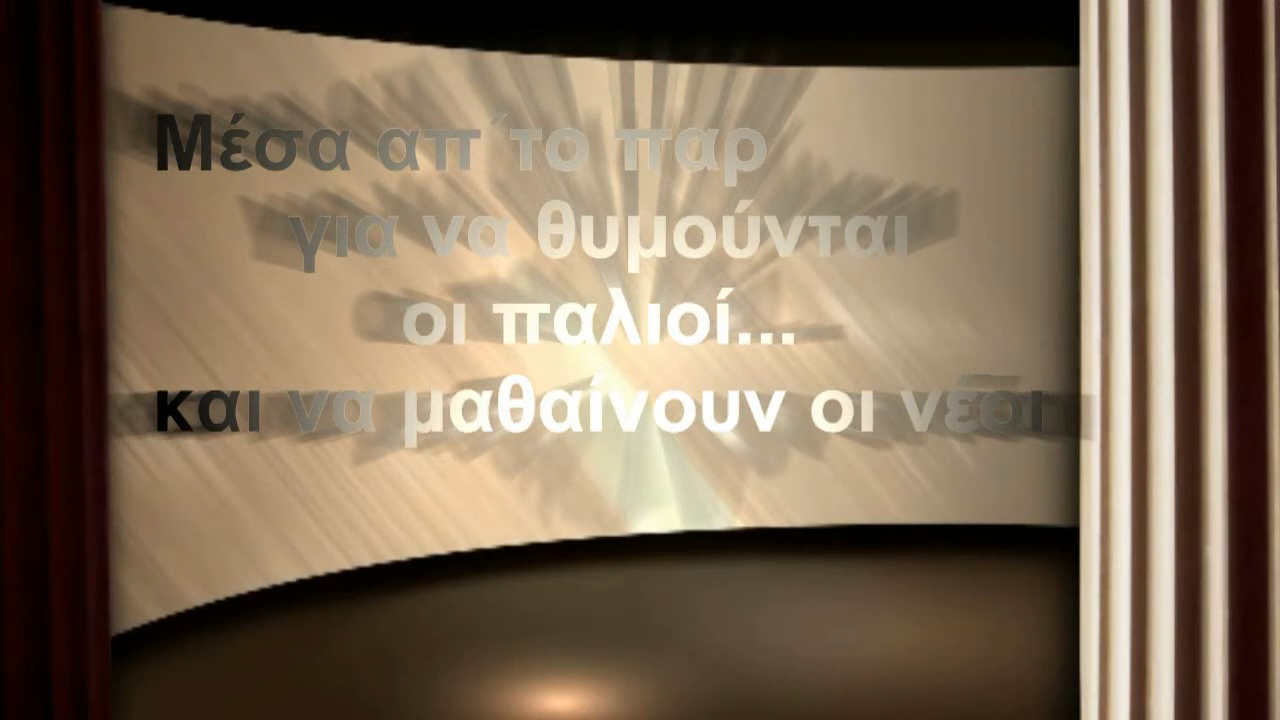 Μέσα απ΄το παρ
για να θυμούνται
οι παλιοί...
και να μαθαίνουν οι νέοι